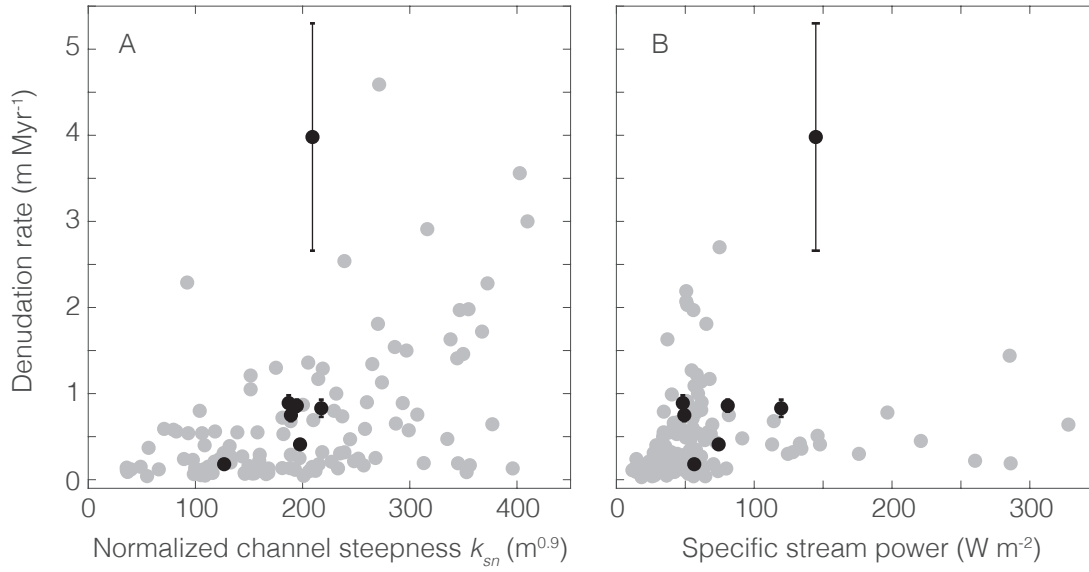 A
B
Denudation rate (m Myr-1)
5
4
3
2
1
0
0 100 200 300 400
0 100 200 300
Normalized channel steepness ksn (m0.9)
Specific stream power (W m-2)